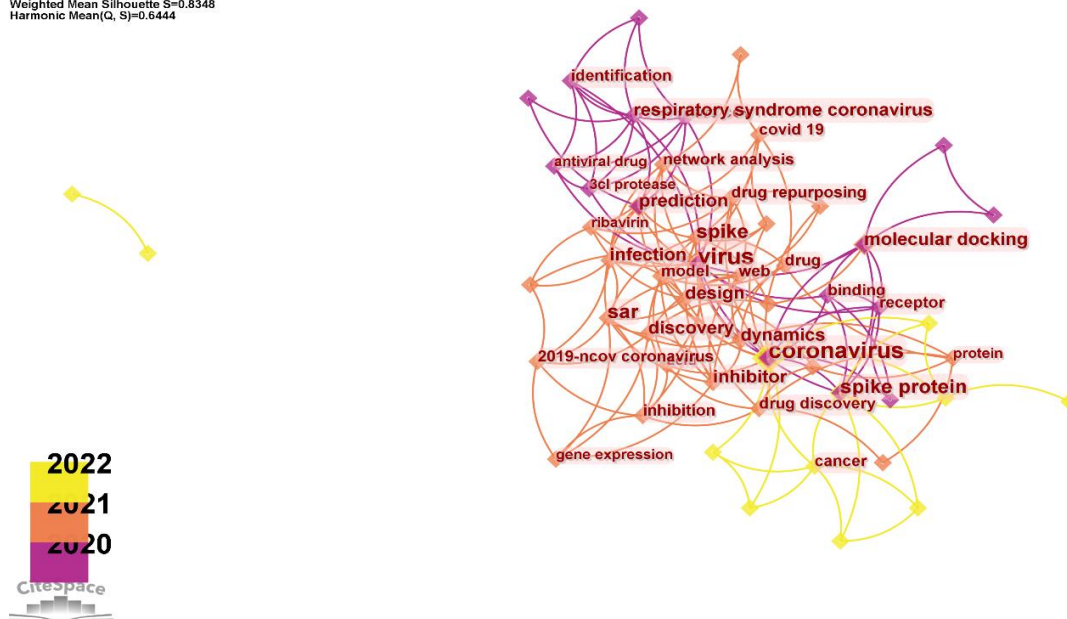 Weighted Mean Silhouette S=0.8348
Harmonic Mean(Q, S)=0.6444
identification
respiratory syndrome coronavirus
covid 19
antiviral drug
network analysis
3cl protease
drug repurposing
prediction
ribavirin
spike
molecular docking
infection
virus
drug
model
web
design
binding
receptor
sar
discovery
dynamics
2019-ncov coronavirus
coronavirus
protein
inhibitor
spike protein
inhibition
drug discovery
gene expression
cancer
2022
2021
2020
CiteSpace